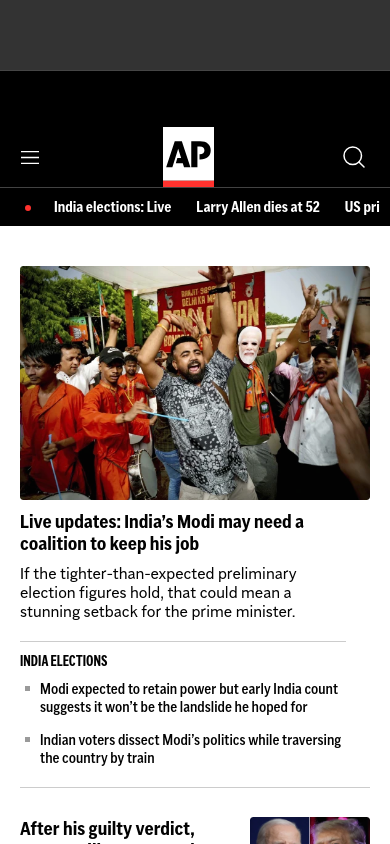 AP
India elections: Live Larry Allen dies at 52 US pri
Live updates: India's Modi may need a
coalition to keep his job
If the tighter-than-expected preliminary
election figures hold, that could mean a
stunning setback for the prime minister.
INDIA ELECTIONS
Modi expected to retain power but early India count
suggests it won't be the landslide he hoped for
Indian voters dissect Modi's politics while traversing
the country by train
After his guilty verdict,